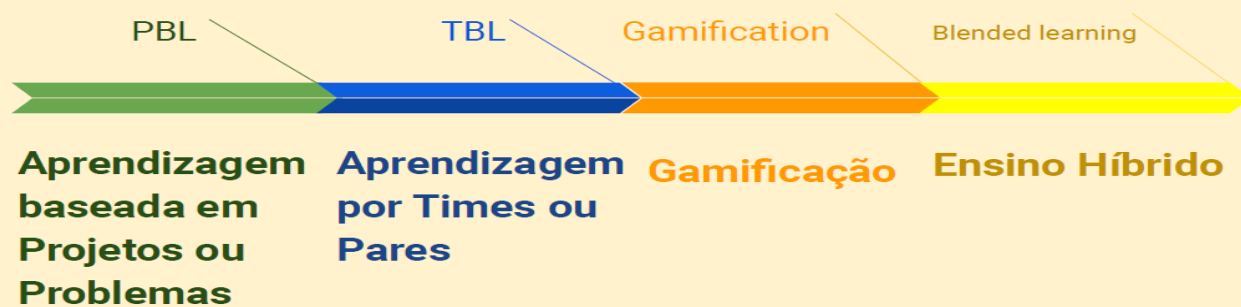 PBL
TBL
Gamification
Blended learning
Aprendizagem
baseada em
Projetos ou
Problemas
Aprendizagem
por Times ou
Pares
Gamificação
Ensino Híbrido